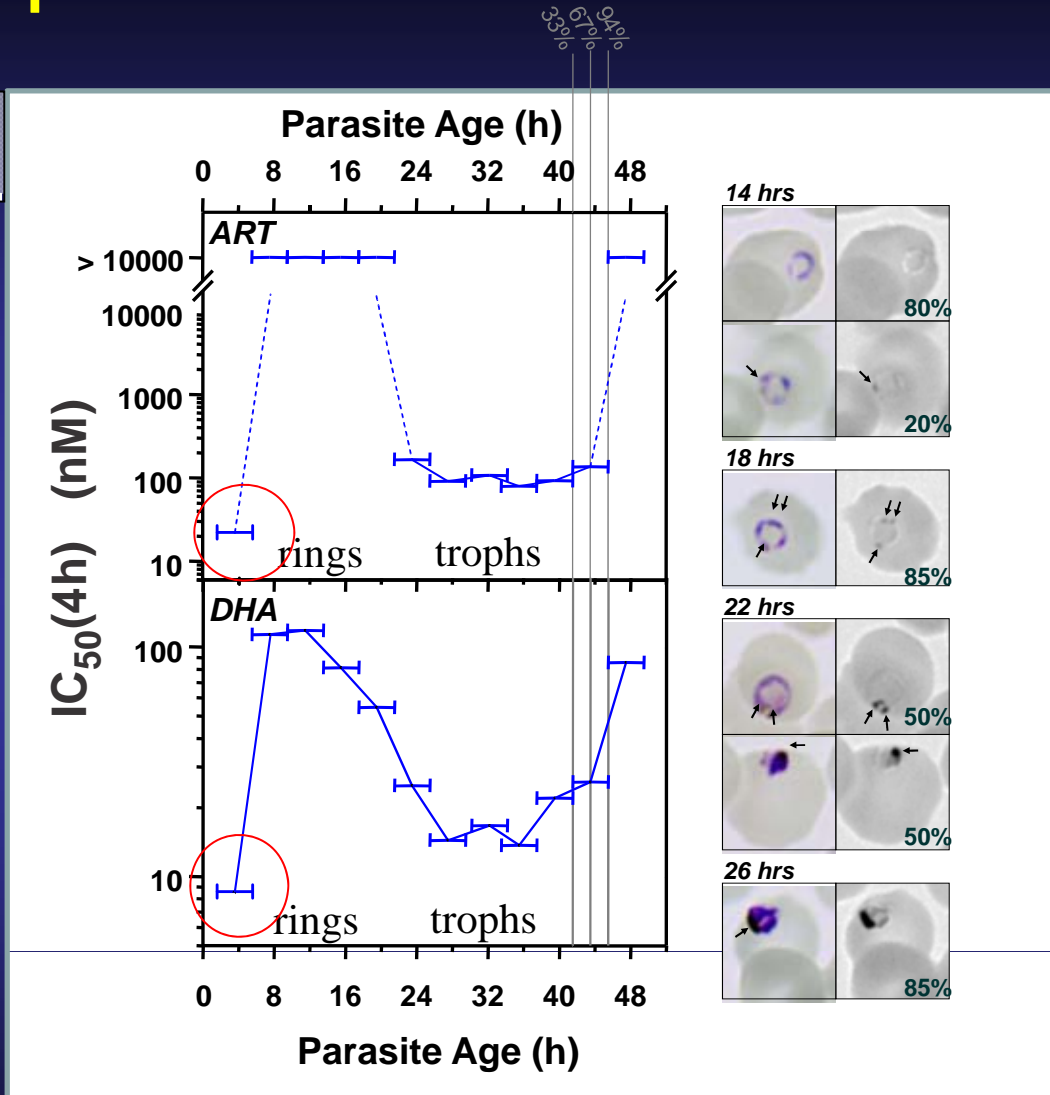 33% 67% 94%
Parasite Age (h)
0 8 16 24 32 40 48
ART
> 10000
10000
1000
100
10
rings trophs
IC50(4h) (nM)
DHA
100
10
rings trophs
0 8 16 24 32 40 48
Parasite Age (h)
14 hrs
80%
20%
18 hrs
85%
22 hrs
50%
50%
26 hrs
85%